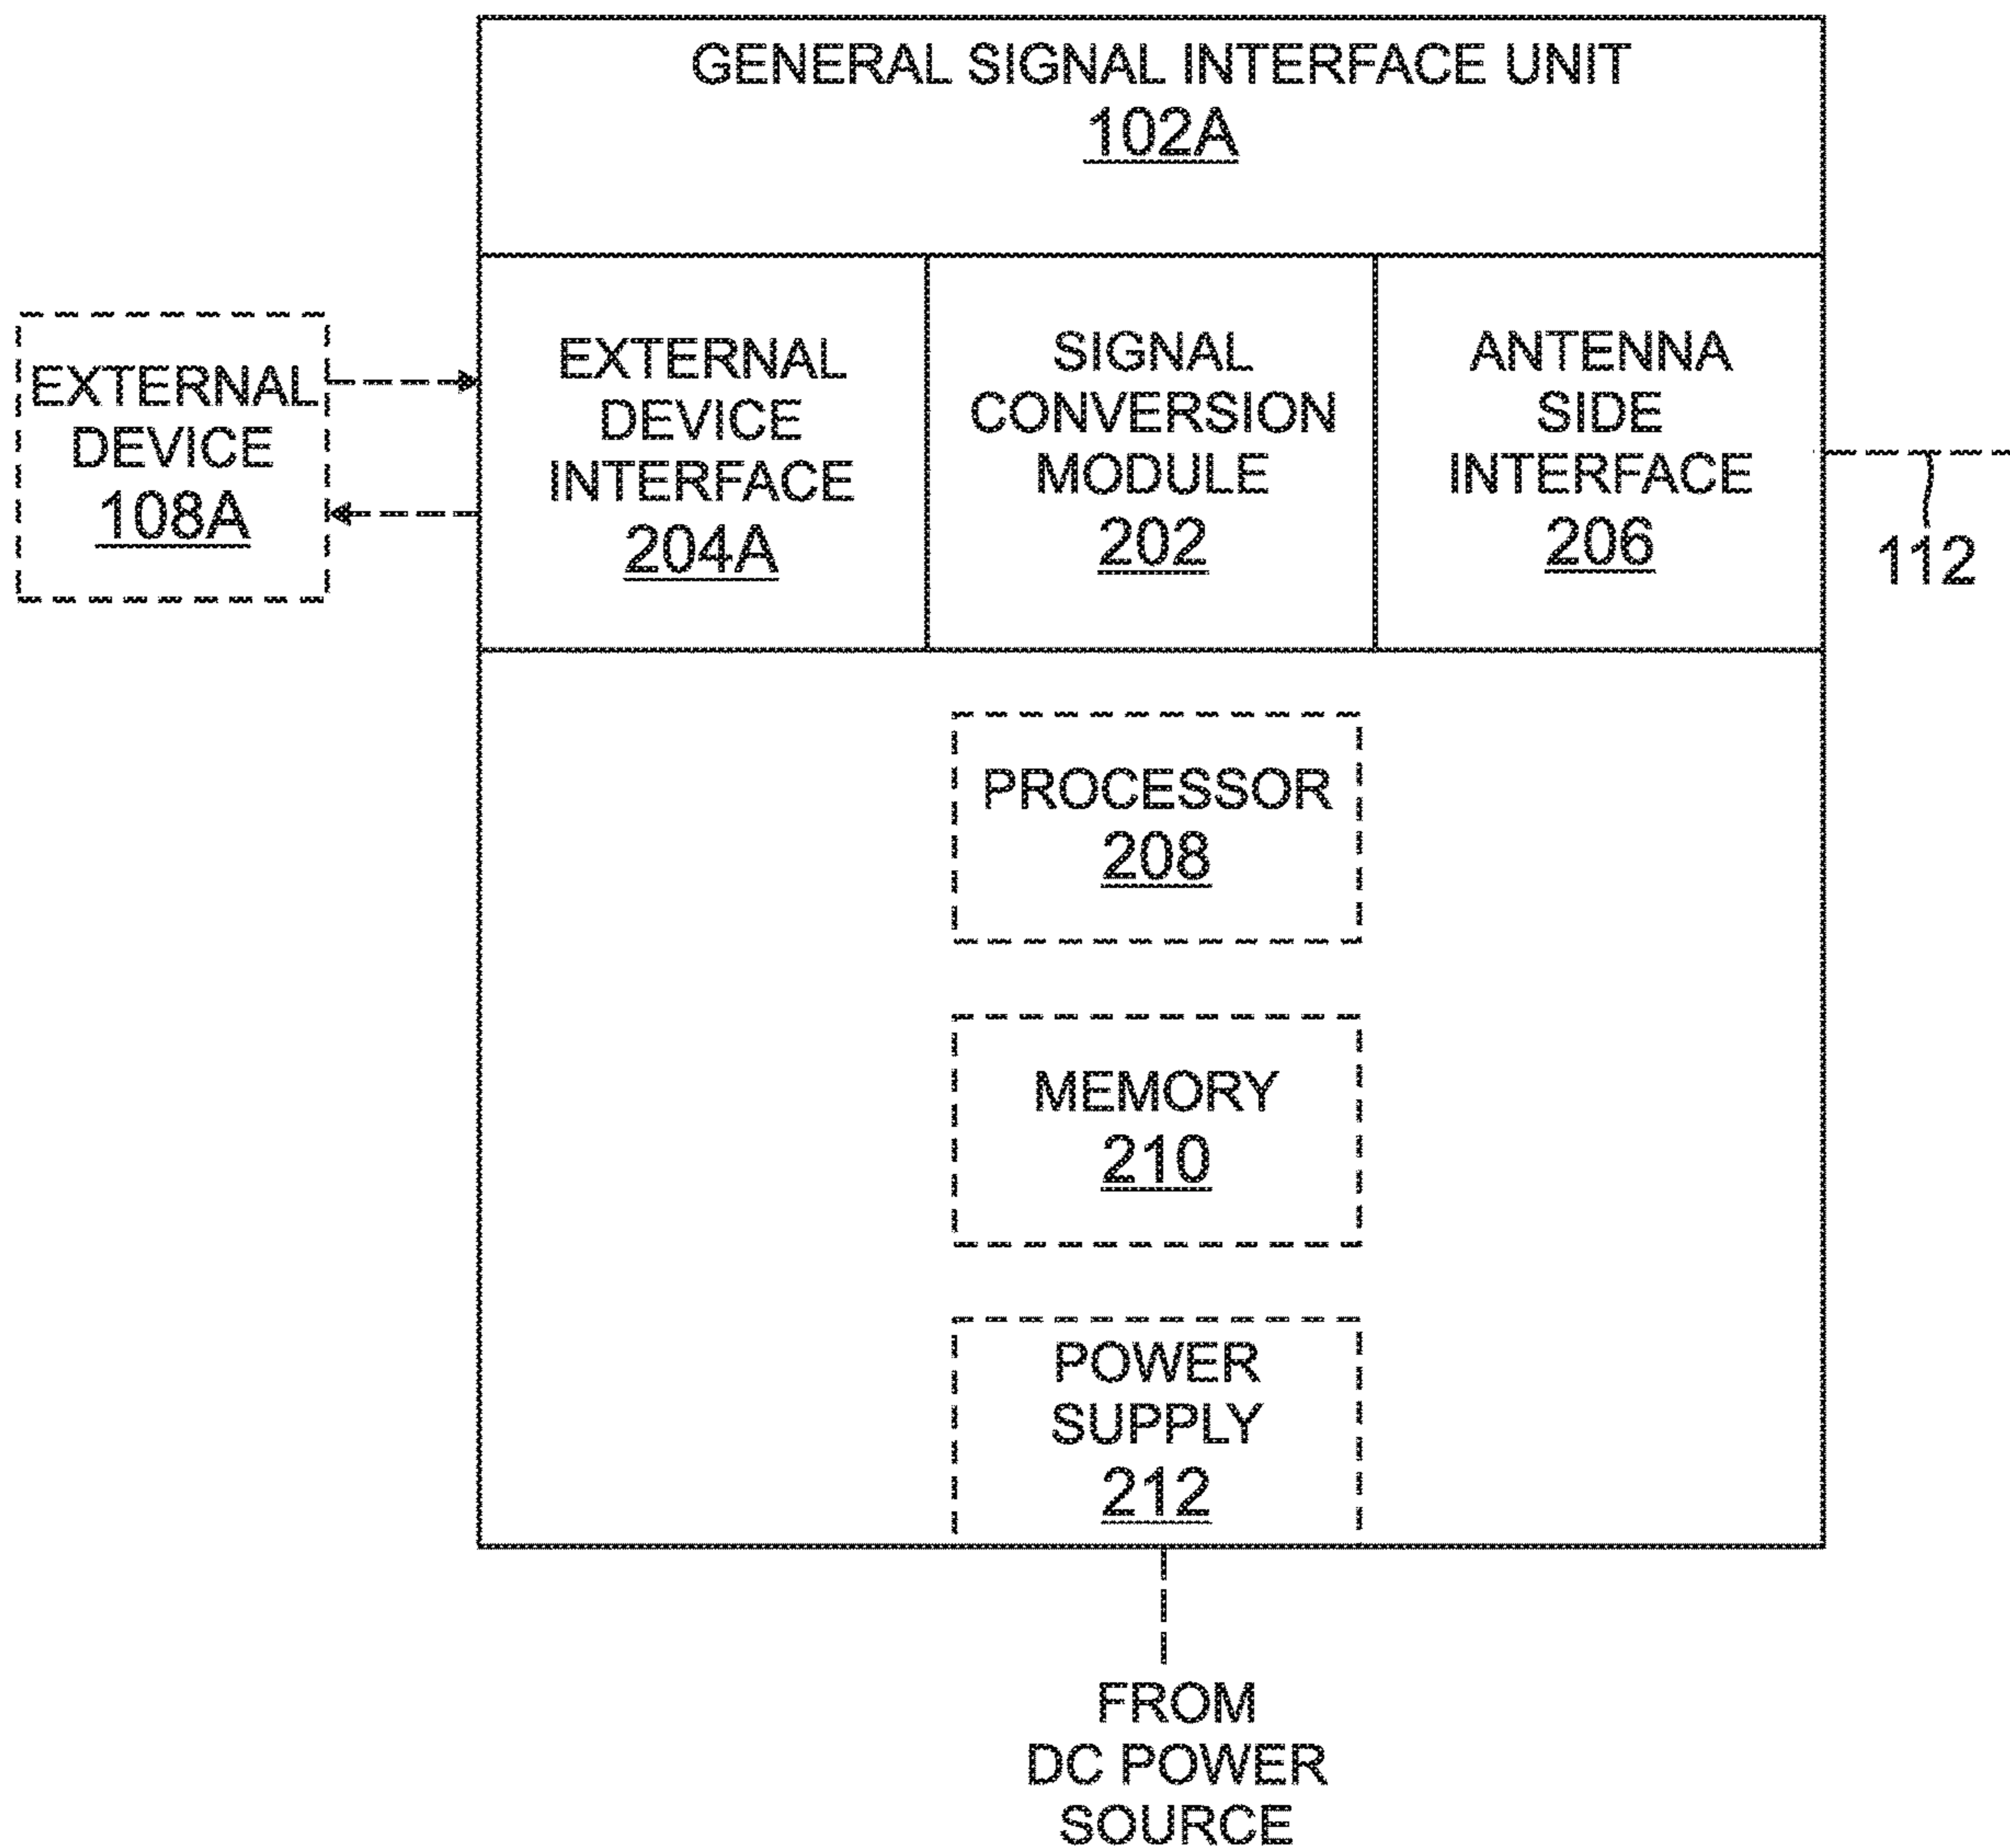 GENERAL SIGNAL INTERFACE UNIT
102A
EXTERNAL
DEVICE
108A
EXTERNAL
DEVICE
INTERFACE
204A
SIGNAL
CONVERSION
MODULE
202
ANTENNA
SIDE
INTERFACE
206
112
PROCESSOR
208
MEMORY
210
POWER
SUPPLY
212
FROM
DC POWER
SOURCE